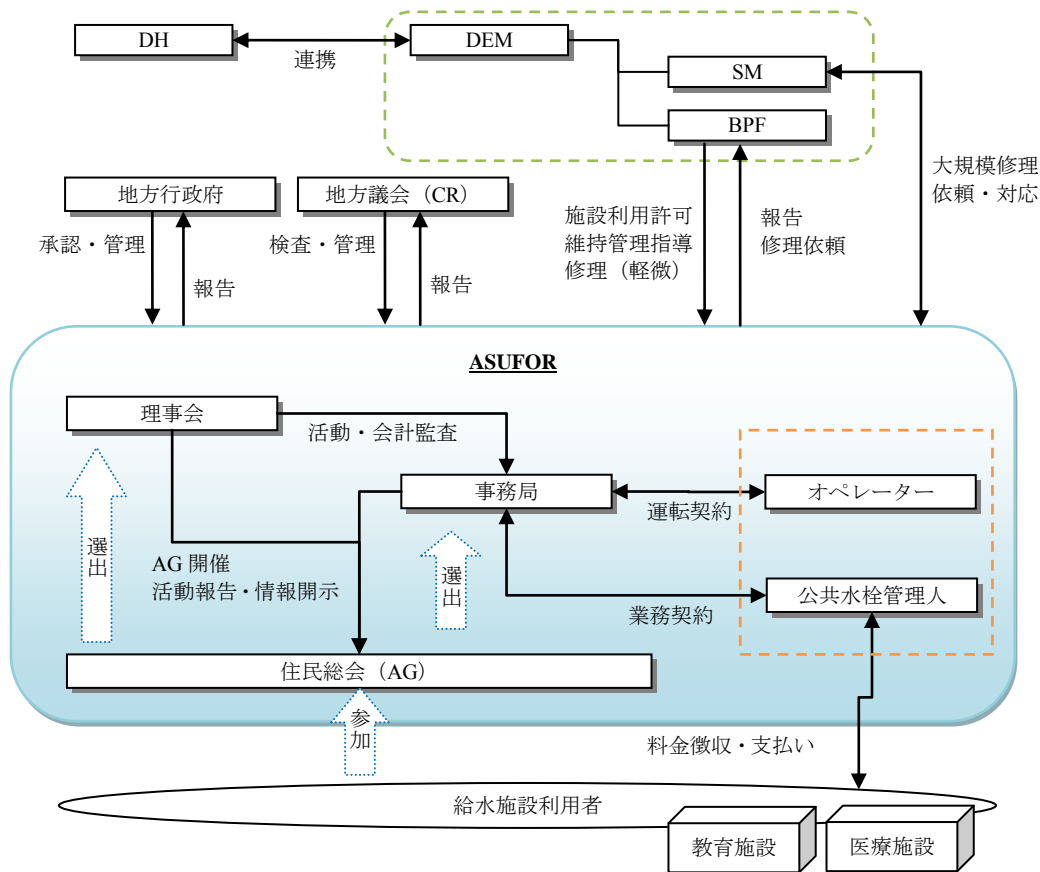 DH
連携
DEM
SM
BPF
大規模修理
依頼・対応
地方行政府
地方議会（CR）
承認・管理
報告
検査・管理
報告
施設利用許可
維持管理指導
修理（軽微）
報告
修理依頼
ASUFOR
理事会
活動・会計監査
事務局
運転契約
オペレーター
選出
AG 開催
活動報告・情報開示
選出
業務契約
公共水栓管理人
住民総会（AG）
参加
料金徴収・支払い
給水施設利用者
教育施設
医療施設